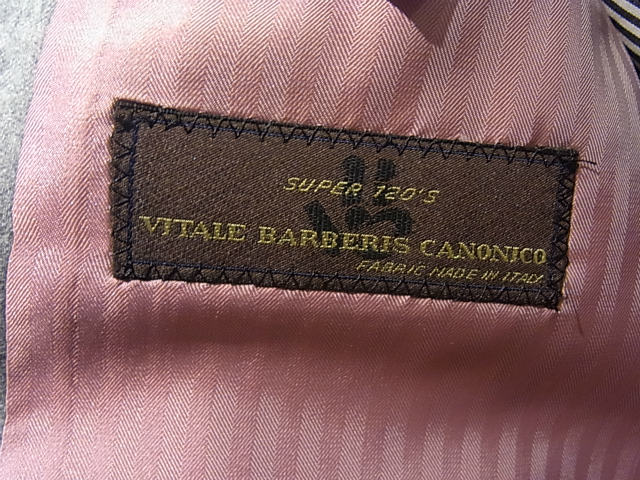 SUPER 120'S
VITALE BARBERIS CANONICO
FABRIC MADE IN ITALY